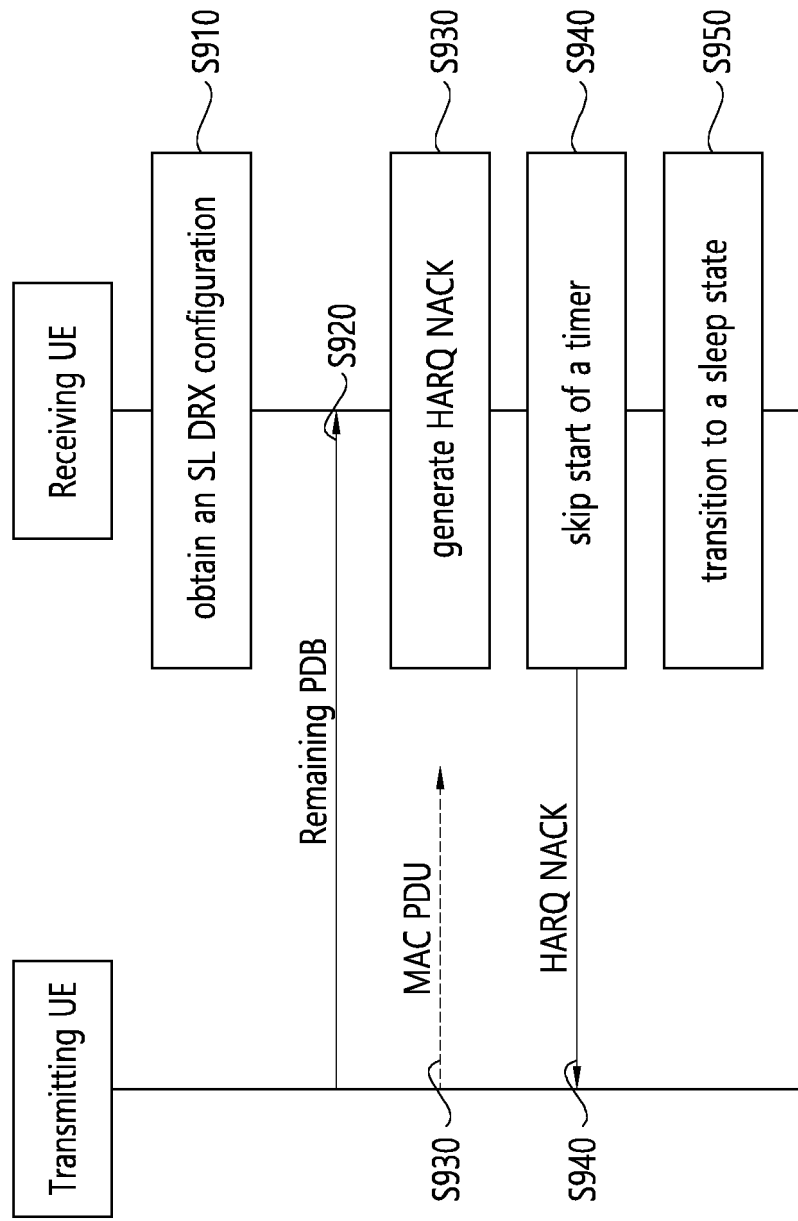 Transmitting UE
Receiving UE
obtain an SL DRX configuration
S910
Remaining PDB
S920
S930
MAC PDU
generate HARQ NACK
S930
S940
HARQ NACK
skip start of a timer
S940
transition to a sleep state
S950